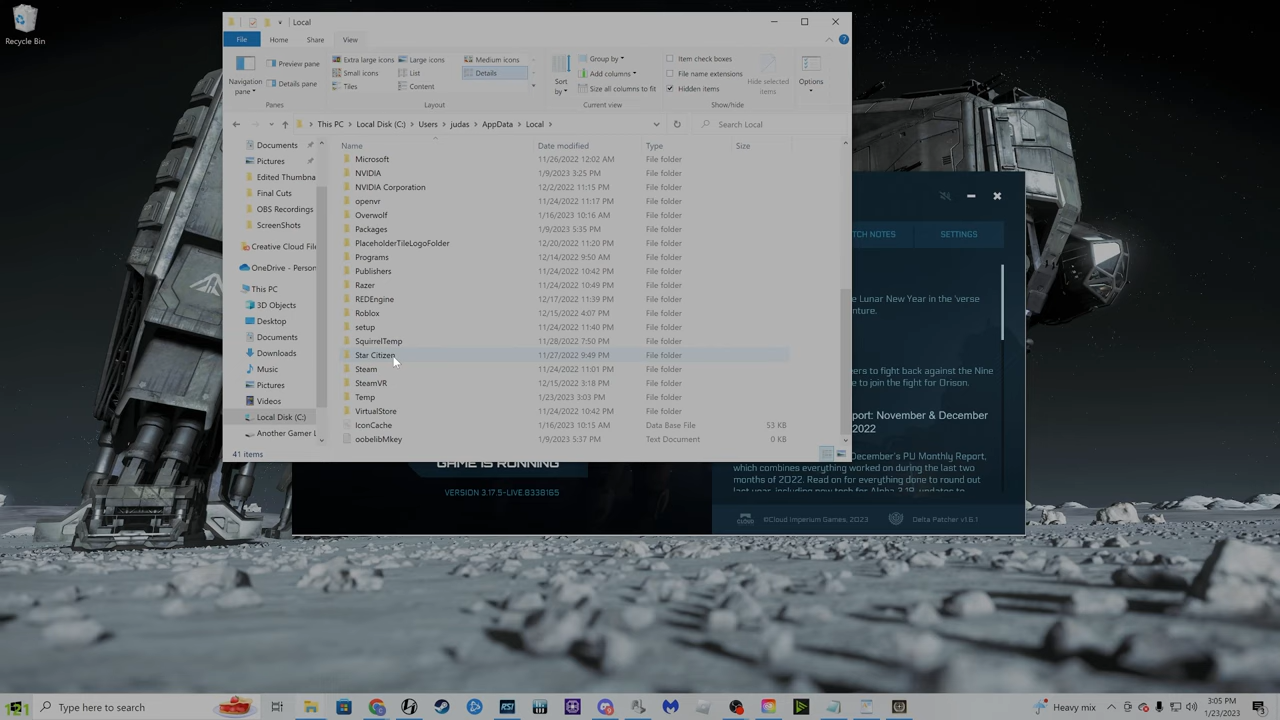 Recycle Bin
Local
File
Home
Share
View
Navigation pane
Preview pane
Details pane
Panes
Extra large icons
Large icons
Medium icons
Small icons
List
Details
Tiles
Content
Layout
Sort by
Group by
Add columns
Size all columns to fit
Current view
Item check boxes
File name extensions
Hidden items
Hide selected items
Show/hide
Options
This PC > Local Disk (C:) > Users > judas > AppData > Local >
Search Local
Name Date modified Type Size
Documents
Pictures
Edited Thumbna
Final Cuts
OBS Recordings
ScreenShots
Creative Cloud File
OneDrive - Person
This PC
3D Objects
Desktop
Documents
Downloads
Music
Pictures
Videos
Local Disk (C:)
Another Gamer L
Microsoft 11/26/2022 12:02 AM File folder
NVIDIA 1/9/2023 3:25 PM File folder
NVIDIA Corporation 12/2/2022 11:15 PM File folder
openvr 11/24/2022 11:17 PM File folder
Overwolf 1/16/2023 10:16 AM File folder
Packages 1/9/2023 5:35 PM File folder
PlaceholderTileLogoFolder 12/20/2022 11:20 PM File folder
Programs 12/14/2022 9:50 AM File folder
Publishers 11/24/2022 10:42 PM File folder
Razer 11/24/2022 10:49 PM File folder
REDEngine 12/17/2022 11:39 PM File folder
Roblox 12/15/2022 4:07 PM File folder
setup 11/24/2022 11:40 PM File folder
SquirrelTemp 11/28/2022 7:50 PM File folder
Star Citizen 11/27/2022 9:49 PM File folder
Steam 11/24/2022 11:01 PM File folder
SteamVR 12/15/2022 3:18 PM File folder
Temp 1/23/2023 3:03 PM File folder
VirtualStore 11/24/2022 10:42 PM File folder
IconCache 1/16/2023 10:15 AM Data Base File 53 KB
oobelibMkey 1/9/2023 5:37 PM Text Document 0 KB
41 items
TCH NOTES
SETTINGS
e Lunar New Year in the 'verse
nture.
ers to fight back against the Nine
e to join the fight for Orison.
port: November & December
2022
December's PU Monthly Report,
which combines everything worked on during the last two
months of 2022. Read on for everything done to round out
last year, including new tech for Alpha 3.18, updates to
GAME IS RUNNING
VERSION 3.17.5-LIVE.8338165
CLOUD
©Cloud Imperium Games, 2023
Delta Patcher v1.6.1
121
Type here to search
RSI
Heavy mix
3:05 PM
1/23/2023